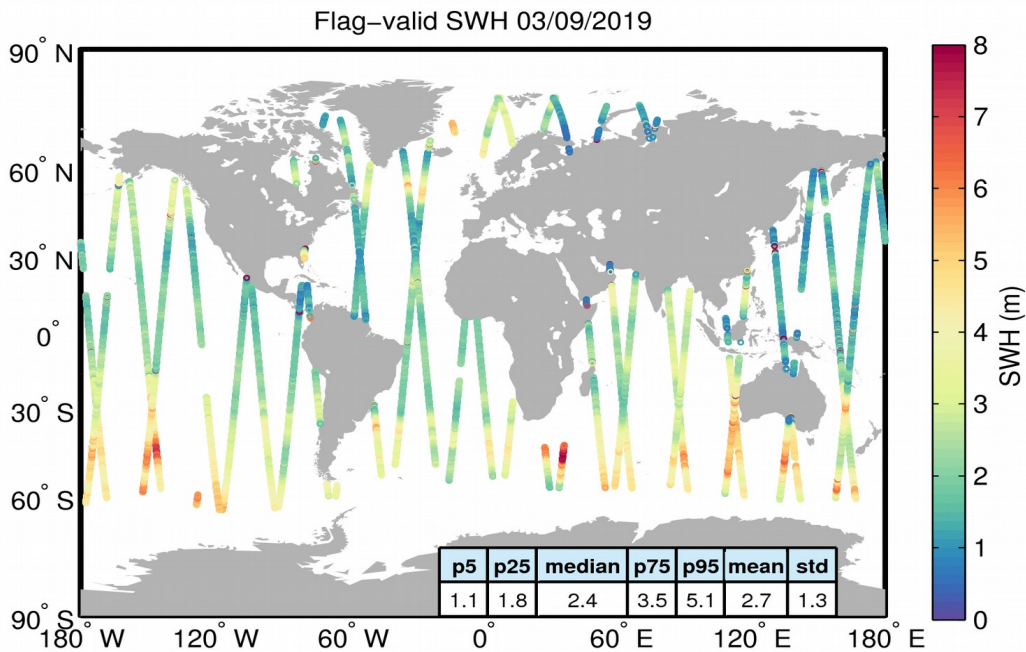 Flag−valid SWH 03/09/2019
90° N
60° N
30° N
0°
30° S
60° S
90° S
180° W
120° W
60° W
0°
60° E
120° E
180° E
p5 p25 median p75 p95 mean std
1.1 1.8 2.4 3.5 5.1 2.7 1.3
8
7
6
5
4
3
2
1
0
SWH (m)